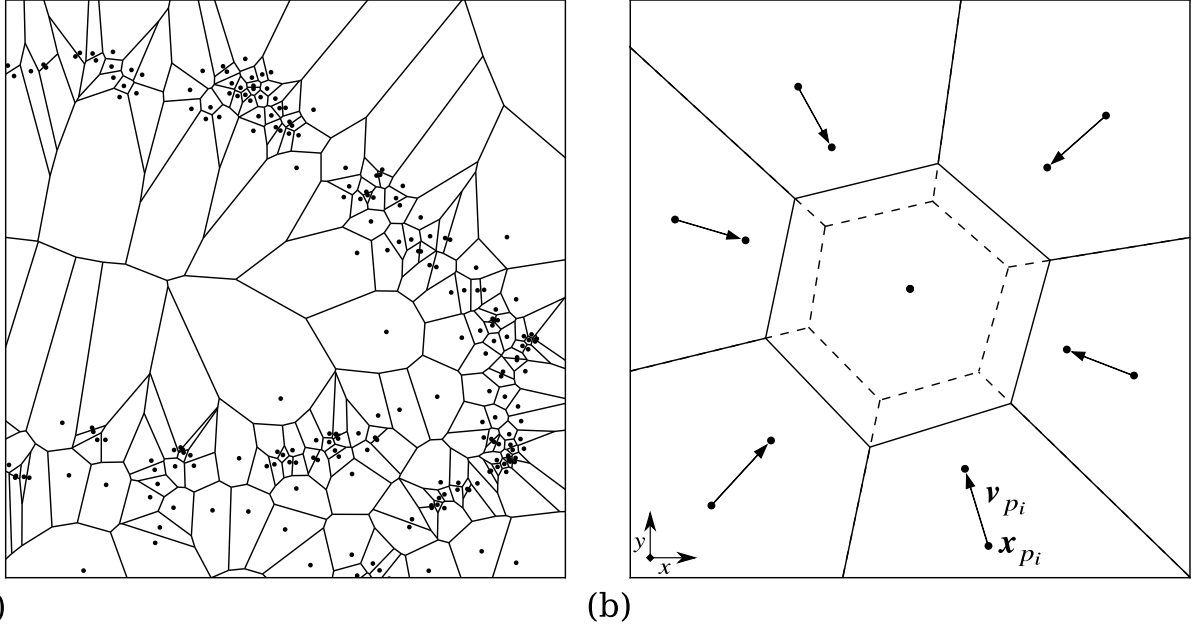 v_{p_i}
x_{p_i}
y
x
) (b)